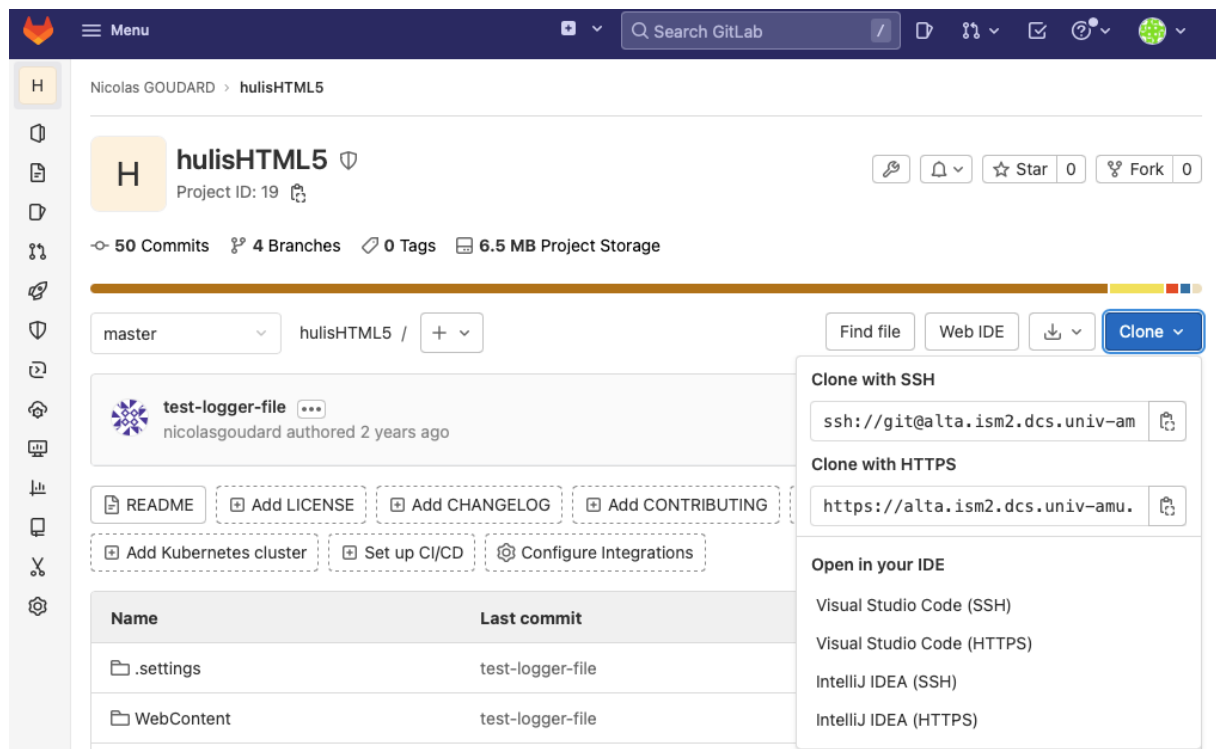 Menu
Search GitLab /
H
Nicolas GOUDARD > hulisHTML5
H
hulisHTML5
Project ID: 19
Star 0
Fork 0
50 Commits 4 Branches 0 Tags 6.5 MB Project Storage
master
hulisHTML5 /
Find file
Web IDE
Clone
test-logger-file
nicolasgoudard authored 2 years ago
Clone with SSH
ssh://git@alta.ism2.dcs.univ-am
Clone with HTTPS
https://alta.ism2.dcs.univ-amu.
README Add LICENSE Add CHANGELOG Add CONTRIBUTING
Add Kubernetes cluster Set up CI/CD Configure Integrations
Open in your IDE
Visual Studio Code (SSH)
Visual Studio Code (HTTPS)
IntelliJ IDEA (SSH)
IntelliJ IDEA (HTTPS)
Name Last commit
.settings test-logger-file
WebContent test-logger-file